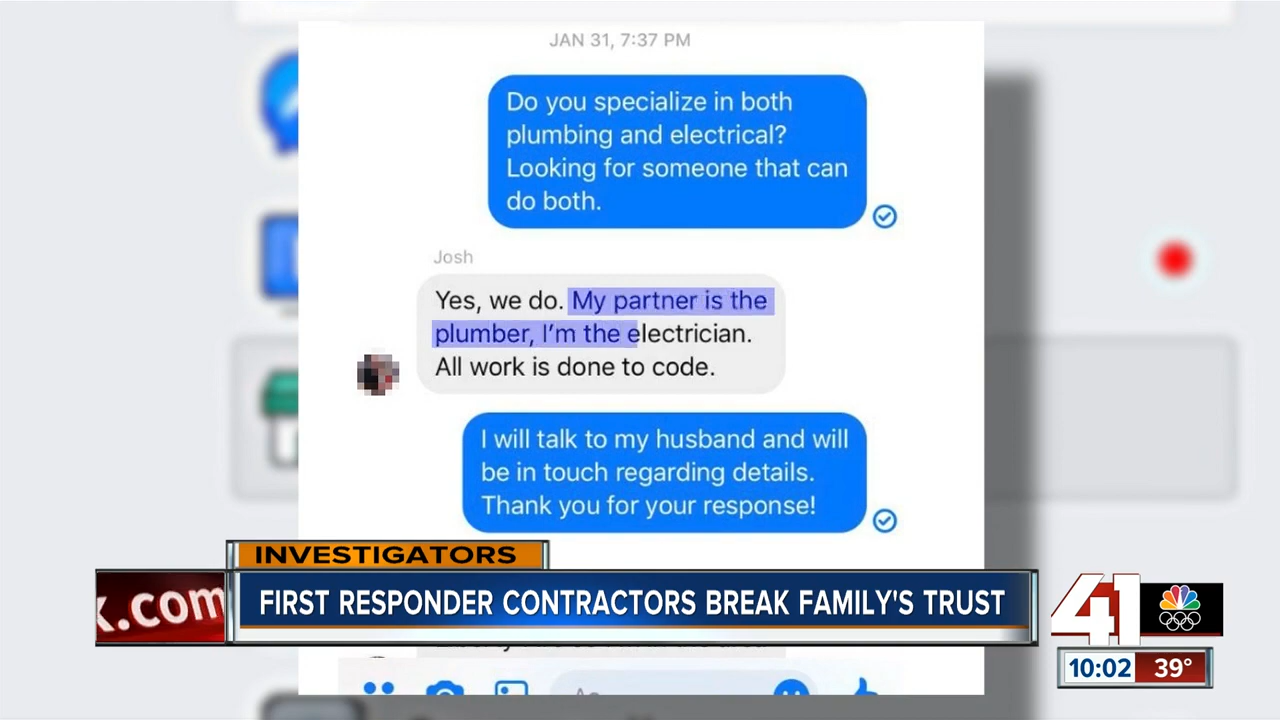 JAN 31, 7:37 PM
Do you specialize in both
plumbing and electrical?
Looking for someone that can
do both.
Josh
Yes, we do. My partner is the
plumber, I'm the electrician.
All work is done to code.
I will talk to my husband and will
be in touch regarding details.
Thank you for your response!
INVESTIGATORS
k.com
FIRST RESPONDER CONTRACTORS BREAK FAMILY'S TRUST
41
10:02 39°